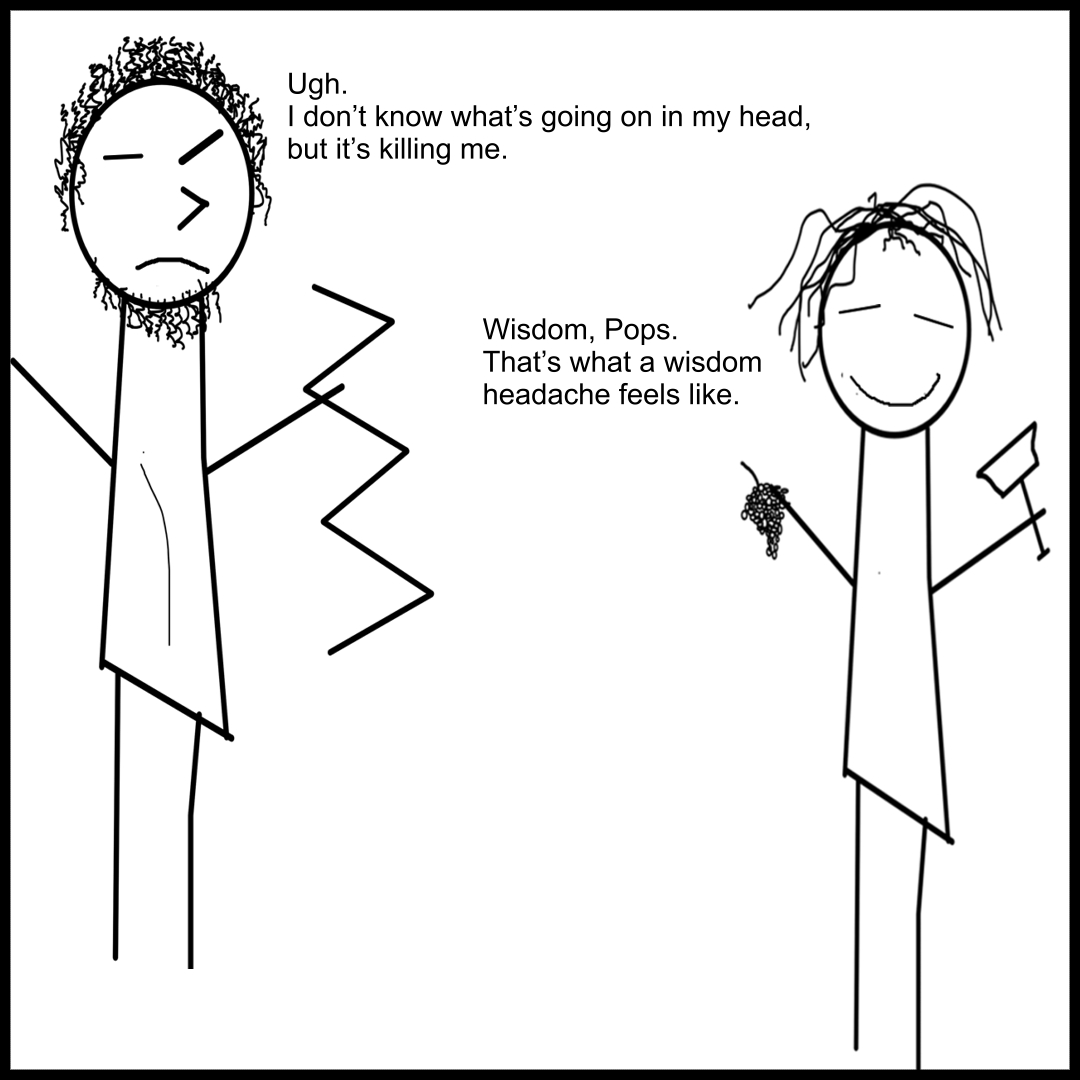 Ugh.
I don’t know what’s going on in my head,
but it’s killing me.
Wisdom, Pops.
That’s what a wisdom
headache feels like.